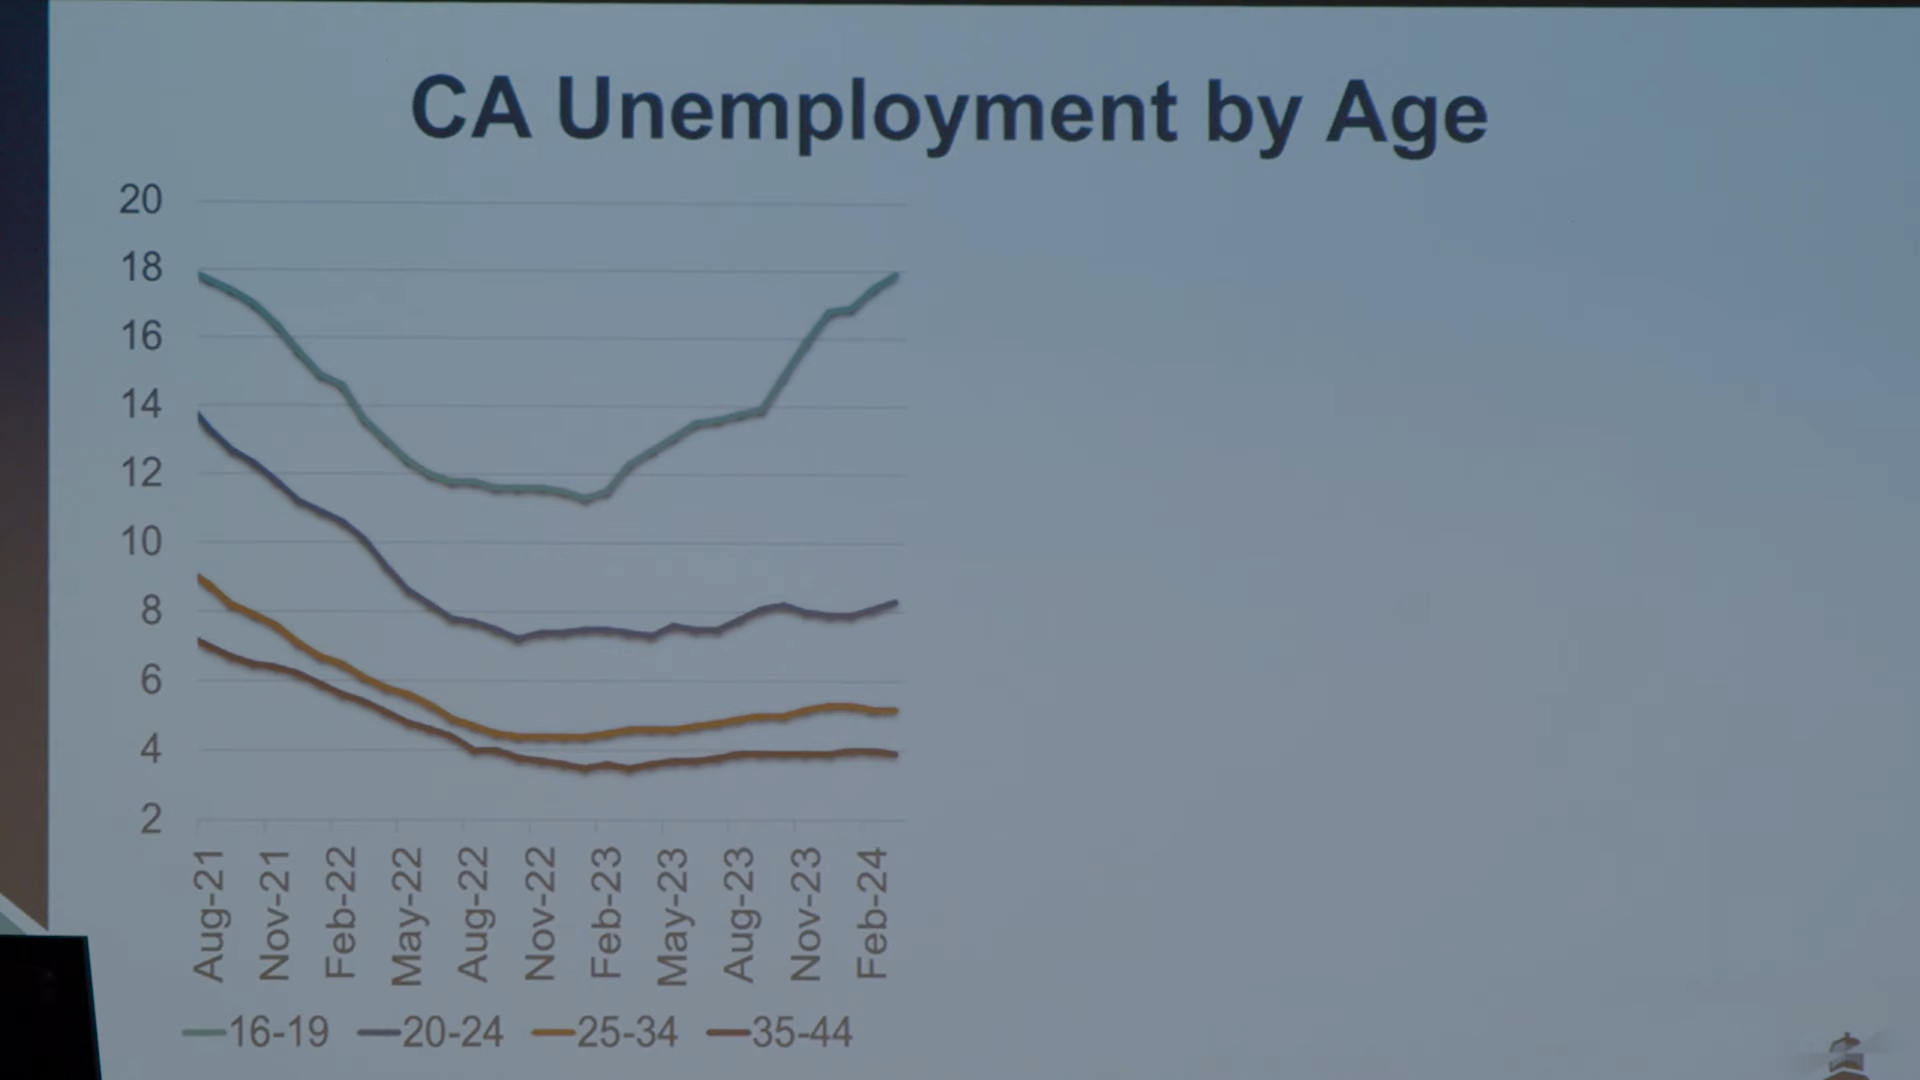 CA Unemployment by Age
20
18
16
14
12
10
8
6
4
2
Aug-21
Nov-21
Feb-22
May-22
Aug-22
Nov-22
Feb-23
May-23
Aug-23
Nov-23
Feb-24
16-19 20-24 25-34 35-44